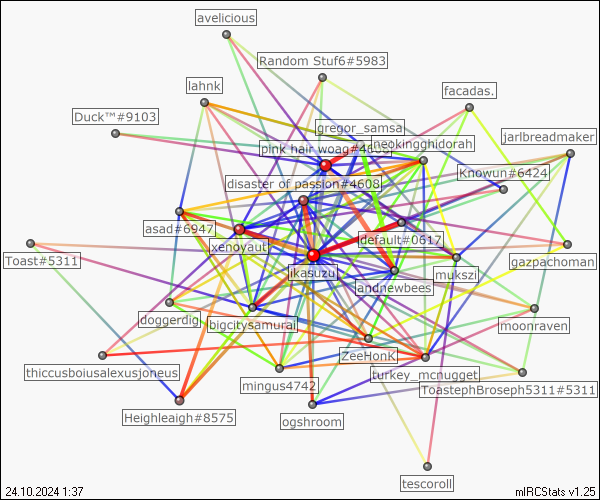 avelicious
Random Stuf6#5983
lahnk
facadas.
Duck™#9103
gregor_samsa
jarlbreadmaker
pink hair woag#4608
neokingghidorah
Knowun#6424
disaster of passion#4608
asad#6947
xenoyaut
default#0617
Toast#5311
ikasuzu
mukszi
gazpachoman
andnewbees
doggerdig
bigcitysamurai
moonraven
ZeeHonK
thiccusboiusalexusjoneus
mingus4742
turkey_mcnugget
ToastephBroseph5311#5311
Heighleaigh#8575
ogshroom
tescoroll
24.10.2024 1:37
mIRCStats v1.25